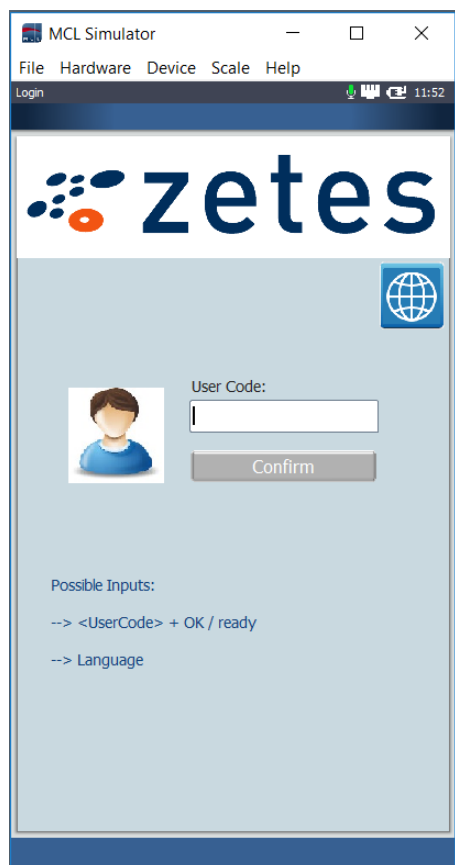 MCL Simulator
File Hardware Device Scale Help
Login 11:52
zetes
User Code:
Confirm
Possible Inputs:
--> <UserCode> + OK / ready
--> Language